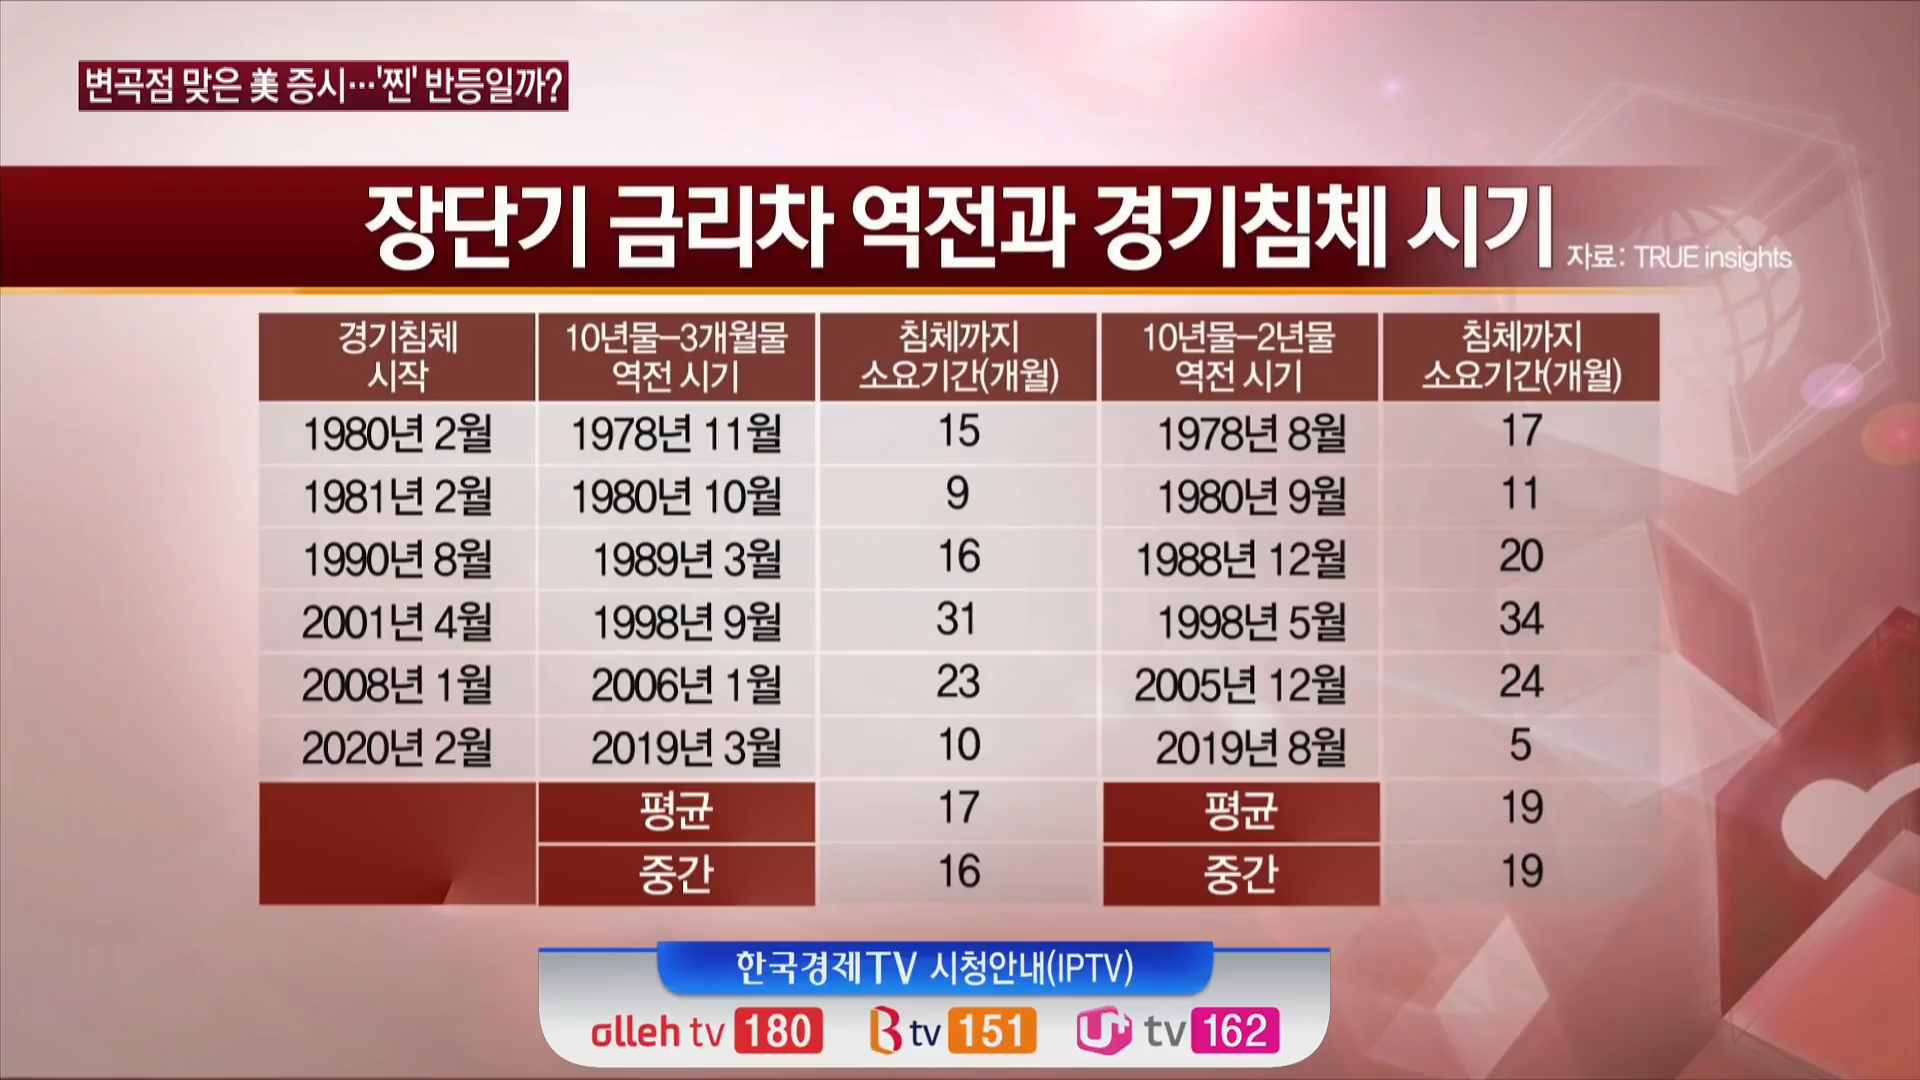 변곡점 맞은 美 증시…'찐' 반등일까?
장단기 금리차 역전과 경기침체 시기 자료: TRUE insights
경기침체 시작 10년물-3개월물 역전 시기 침체까지 소요기간(개월) 10년물-2년물 역전 시기 침체까지 소요기간(개월)
1980년 2월 1978년 11월 15 1978년 8월 17
1981년 2월 1980년 10월 9 1980년 9월 11
1990년 8월 1989년 3월 16 1988년 12월 20
2001년 4월 1998년 9월 31 1998년 5월 34
2008년 1월 2006년 1월 23 2005년 12월 24
2020년 2월 2019년 3월 10 2019년 8월 5
평균 17 평균 19
중간 16 중간 19
한국경제TV 시청안내(IPTV)
olleh tv 180 B tv 151 U+ tv 162